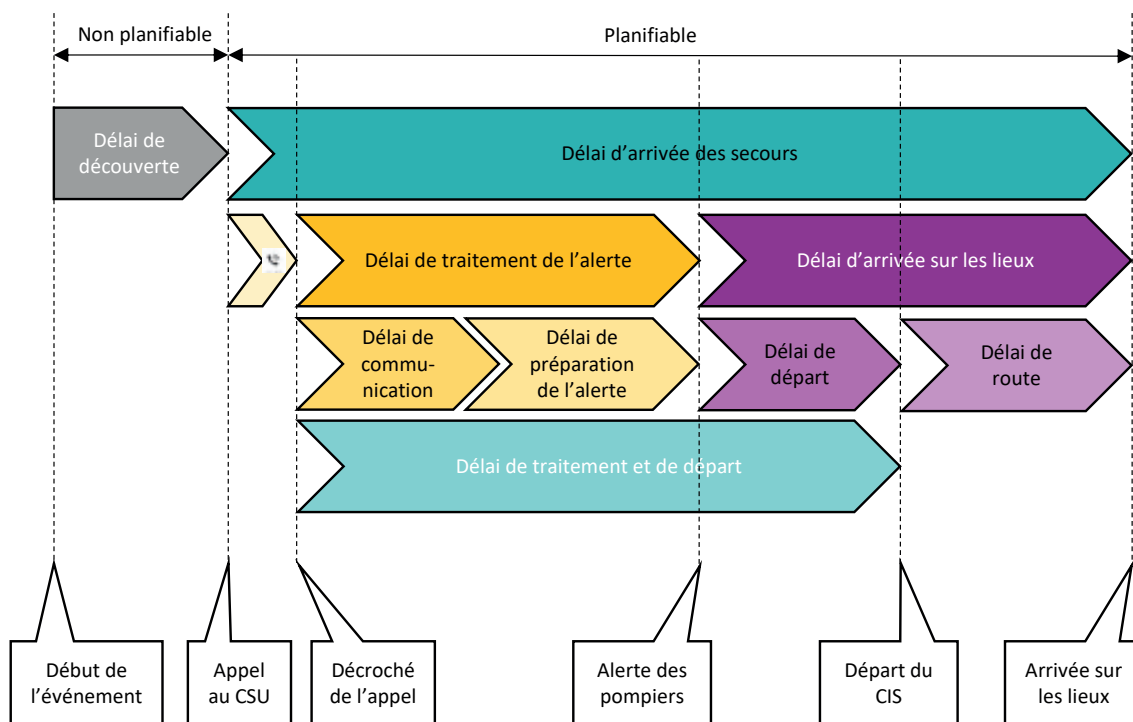 Non planifiable
Planifiable
Délai de
découverte
Délai d’arrivée des secours
Délai de traitement de l’alerte
Délai d’arrivée sur les lieux
Délai de
commu-
nication
Délai de
préparation
de l’alerte
Délai de
départ
Délai de
route
Délai de traitement et de départ
Début de
l’événement
Appel
au CSU
Décroché
de l’appel
Alerte des
pompiers
Départ du
CIS
Arrivée sur
les lieux